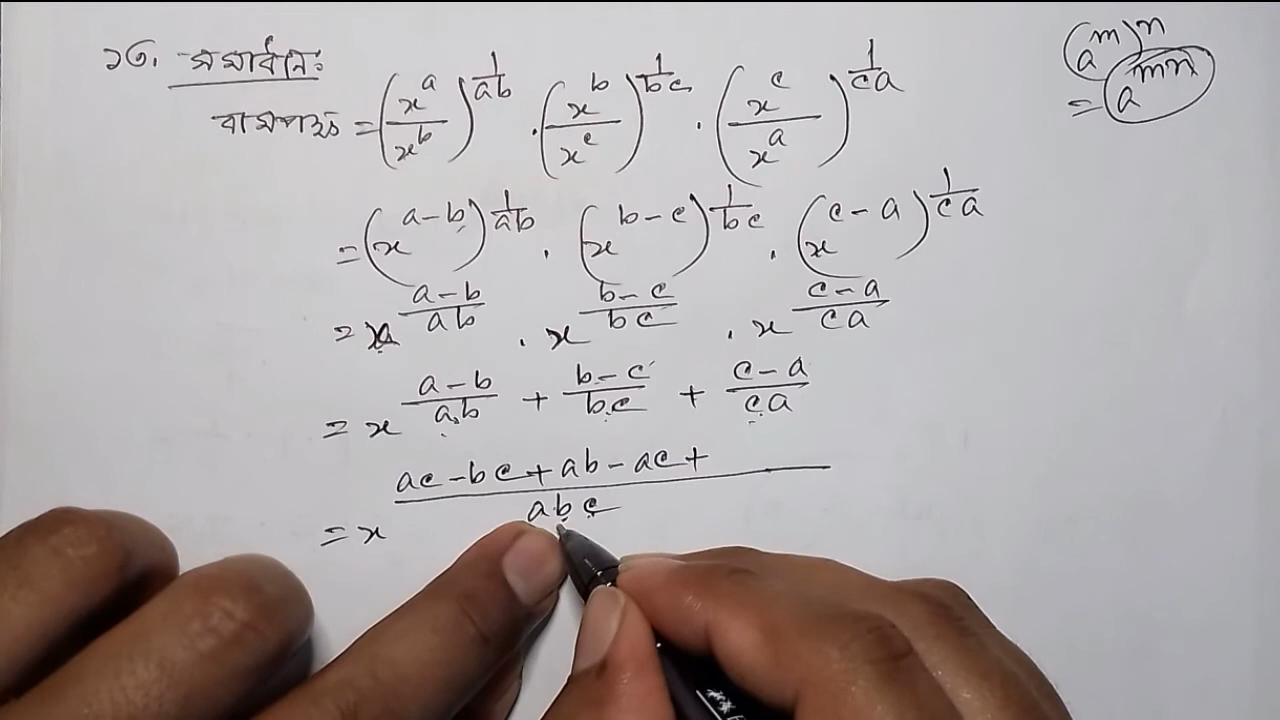 ১৩. সমাধান:
বামপক্ষ = (x^a/x^b)^(1/ab) . (x^b/x^c)^(1/bc) . (x^c/x^a)^(1/ca)
(a^m)^n
= a^(mn)
= (x^(a-b))^(1/ab) . (x^(b-c))^(1/bc) . (x^(c-a))^(1/ca)
= x^((a-b)/ab) . x^((b-c)/bc) . x^((c-a)/ca)
= x^((a-b)/ab + (b-c)/bc + (c-a)/ca)
= x^((ac-bc+ab-ac+)/abc)